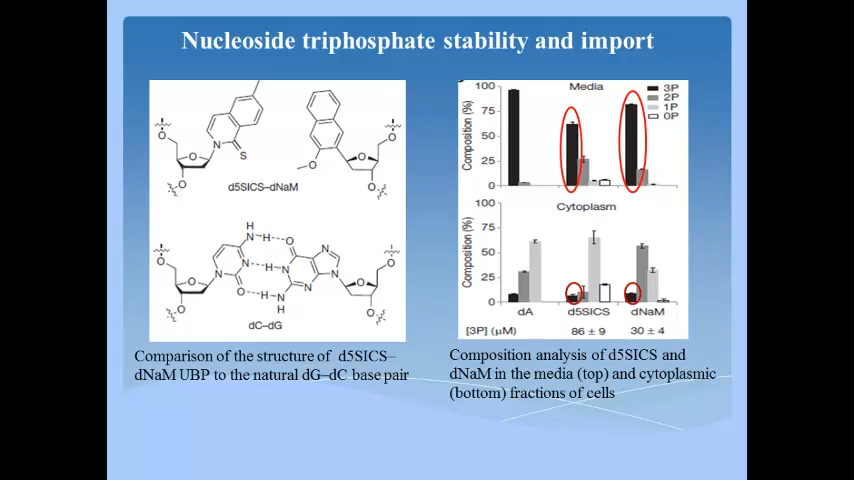 Nucleoside triphosphate stability and import
N
S
O
O
O
O
O
O
O
d5SICS–dNaM
H
N
H
O
N
N
N
H
N
N
N
O
H
N
H
O
O
O
O
O
O
dC–dG
Comparison of the structure of d5SICS–
dNaM UBP to the natural dG–dC base pair
Media
3P
2P
1P
0P
Composition (%)
100
75
50
25
0
Cytoplasm
Composition (%)
100
75
50
25
0
dA d5SICS dNaM
[3P] (μM) 86 ± 9 30 ± 4
Composition analysis of d5SICS and
dNaM in the media (top) and cytoplasmic
(bottom) fractions of cells